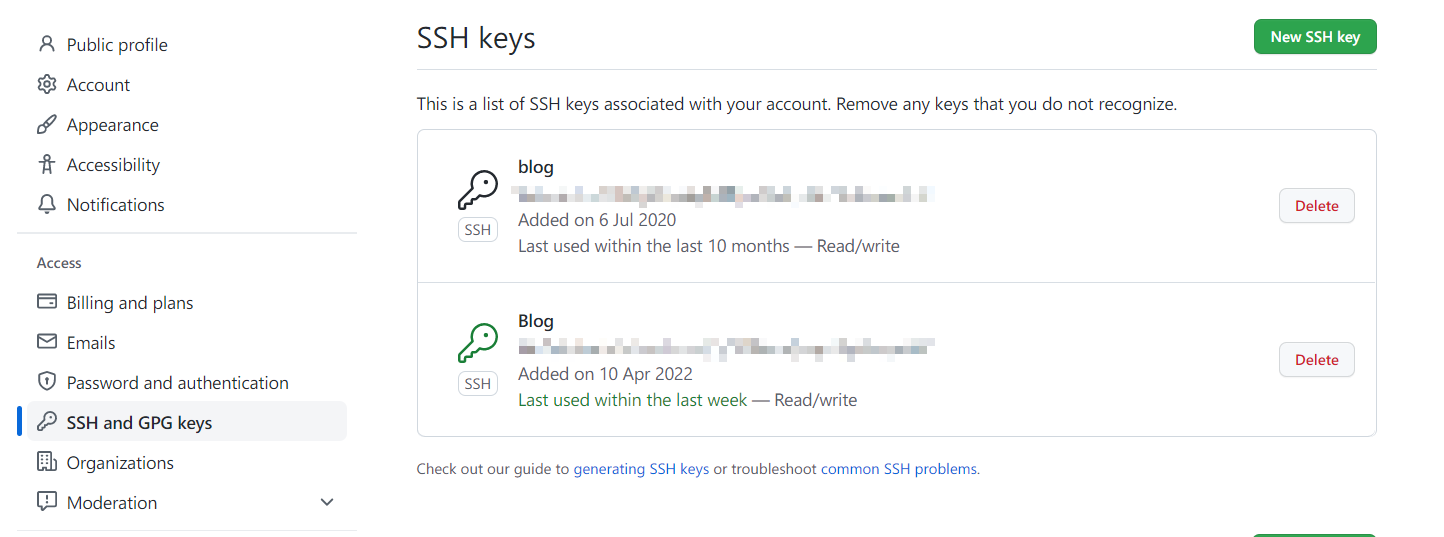 Public profile
Account
Appearance
Accessibility
Notifications
Access
Billing and plans
Emails
Password and authentication
SSH and GPG keys
Organizations
Moderation
SSH keys
New SSH key
This is a list of SSH keys associated with your account. Remove any keys that you do not recognize.
blog
SSH
Added on 6 Jul 2020
Last used within the last 10 months — Read/write
Delete
Blog
SSH
Added on 10 Apr 2022
Last used within the last week — Read/write
Delete
Check out our guide to generating SSH keys or troubleshoot common SSH problems.